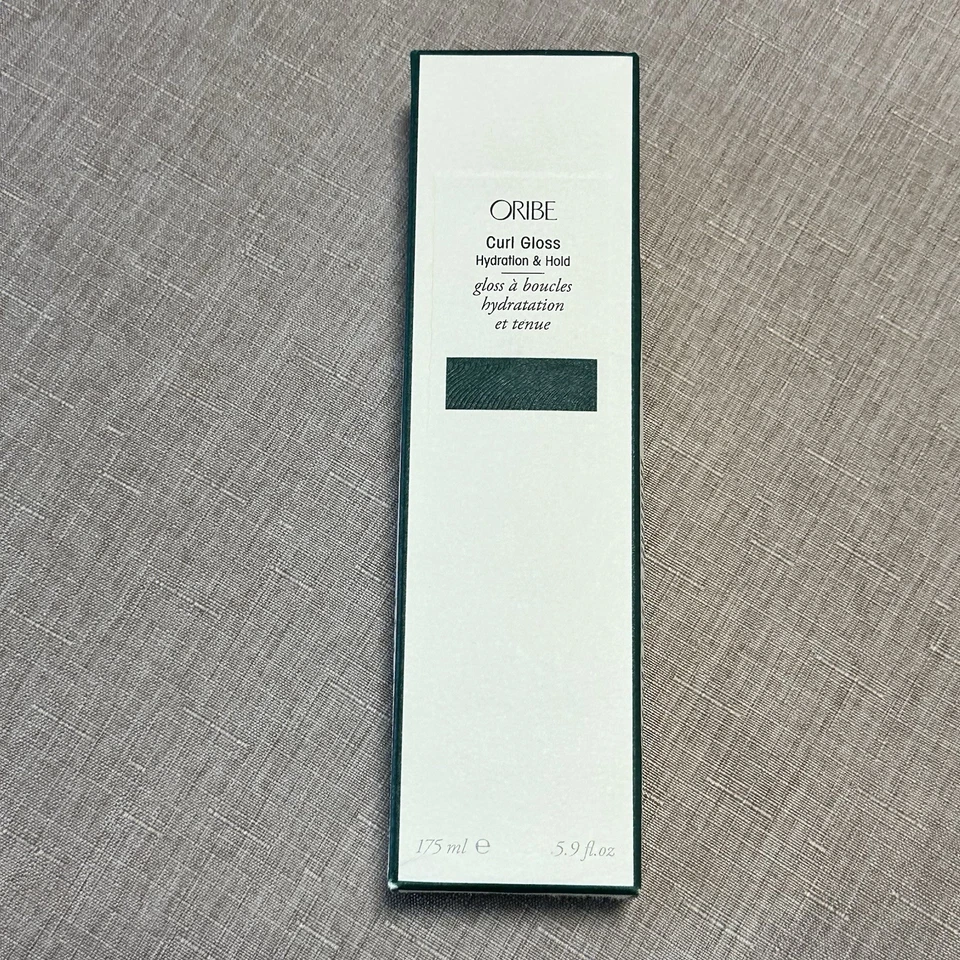 ORIBE
Curl Gloss
Hydration & Hold
gloss à boucles
hydratation
et tenue
175 ml ℮ 5.9 fl.oz